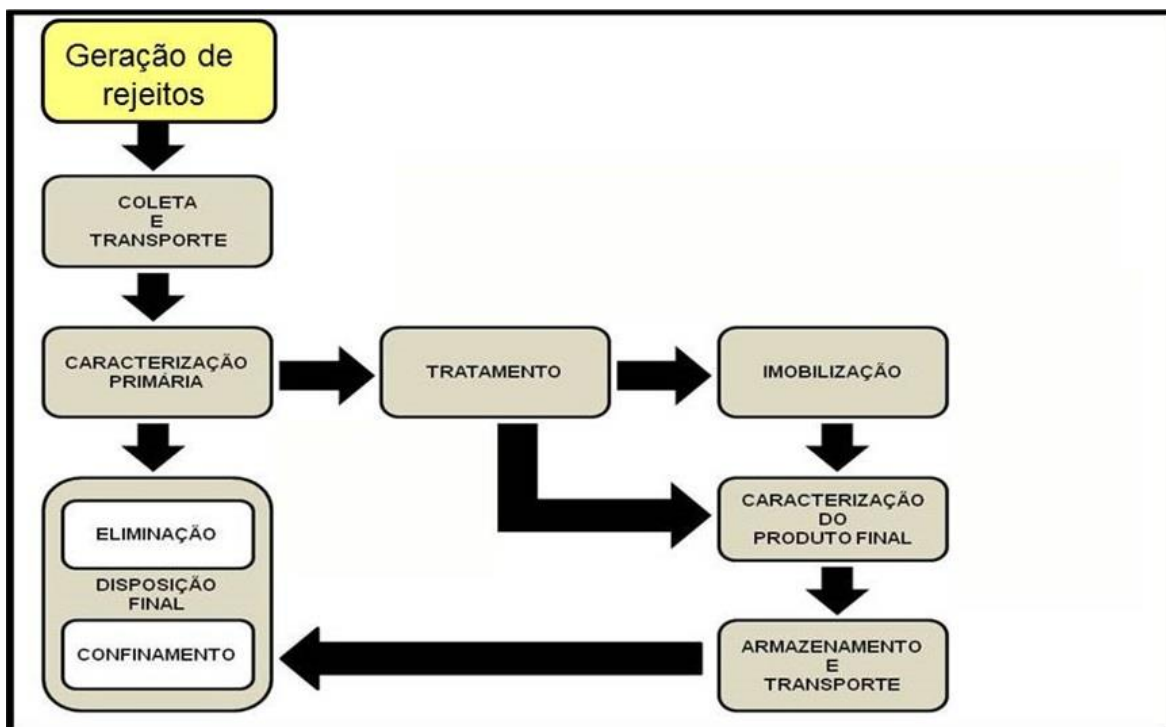 Geração de
rejeitos
COLETA
E
TRANSPORTE
CARACTERIZAÇÃO
PRIMÁRIA
TRATAMENTO
IMOBILIZAÇÃO
ELIMINAÇÃO
DISPOSIÇÃO
FINAL
CONFINAMENTO
CARACTERIZAÇÃO
DO
PRODUTO FINAL
ARMAZENAMENTO
E
TRANSPORTE